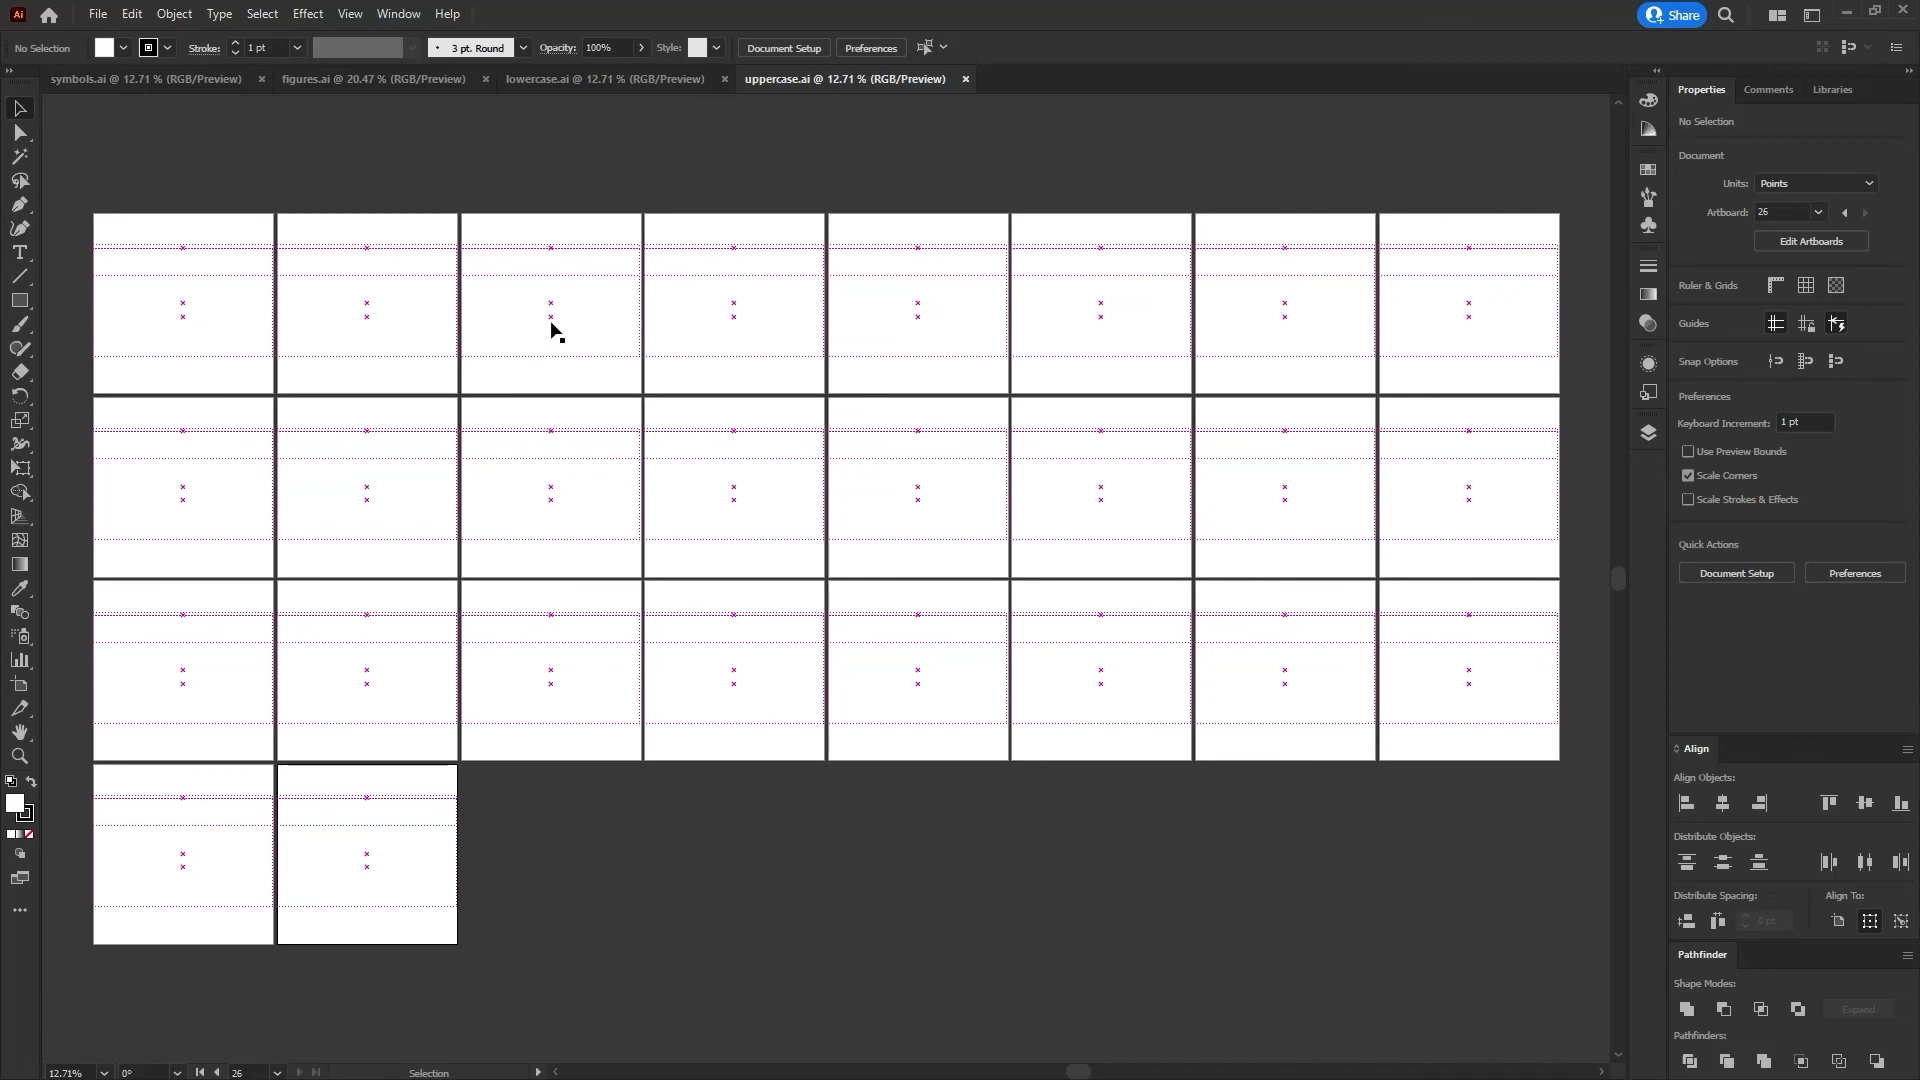 Ai File Edit Object Type Select Effect View Window Help Share
No Selection Stroke: 1 pt 3 pt. Round Opacity: 100% Style: Document Setup Preferences
symbols.ai @ 12.71 % (RGB/Preview) figures.ai @ 20.47 % (RGB/Preview) lowercase.ai @ 12.71 % (RGB/Preview) uppercase.ai @ 12.71 % (RGB/Preview)
Properties Comments Libraries
No Selection
Document
Units: Points
Artboard: 26
Edit Artboards
Ruler & Grids
Guides
Snap Options
Preferences
Keyboard Increment: 1 pt
Use Preview Bounds
Scale Corners
Scale Strokes & Effects
Quick Actions
Document Setup Preferences
Align
Align Objects:
Distribute Objects:
Distribute Spacing: Align To:
0 pt
Pathfinder
Shape Modes:
Expand
Pathfinders:
12.71% 0° 26 Selection